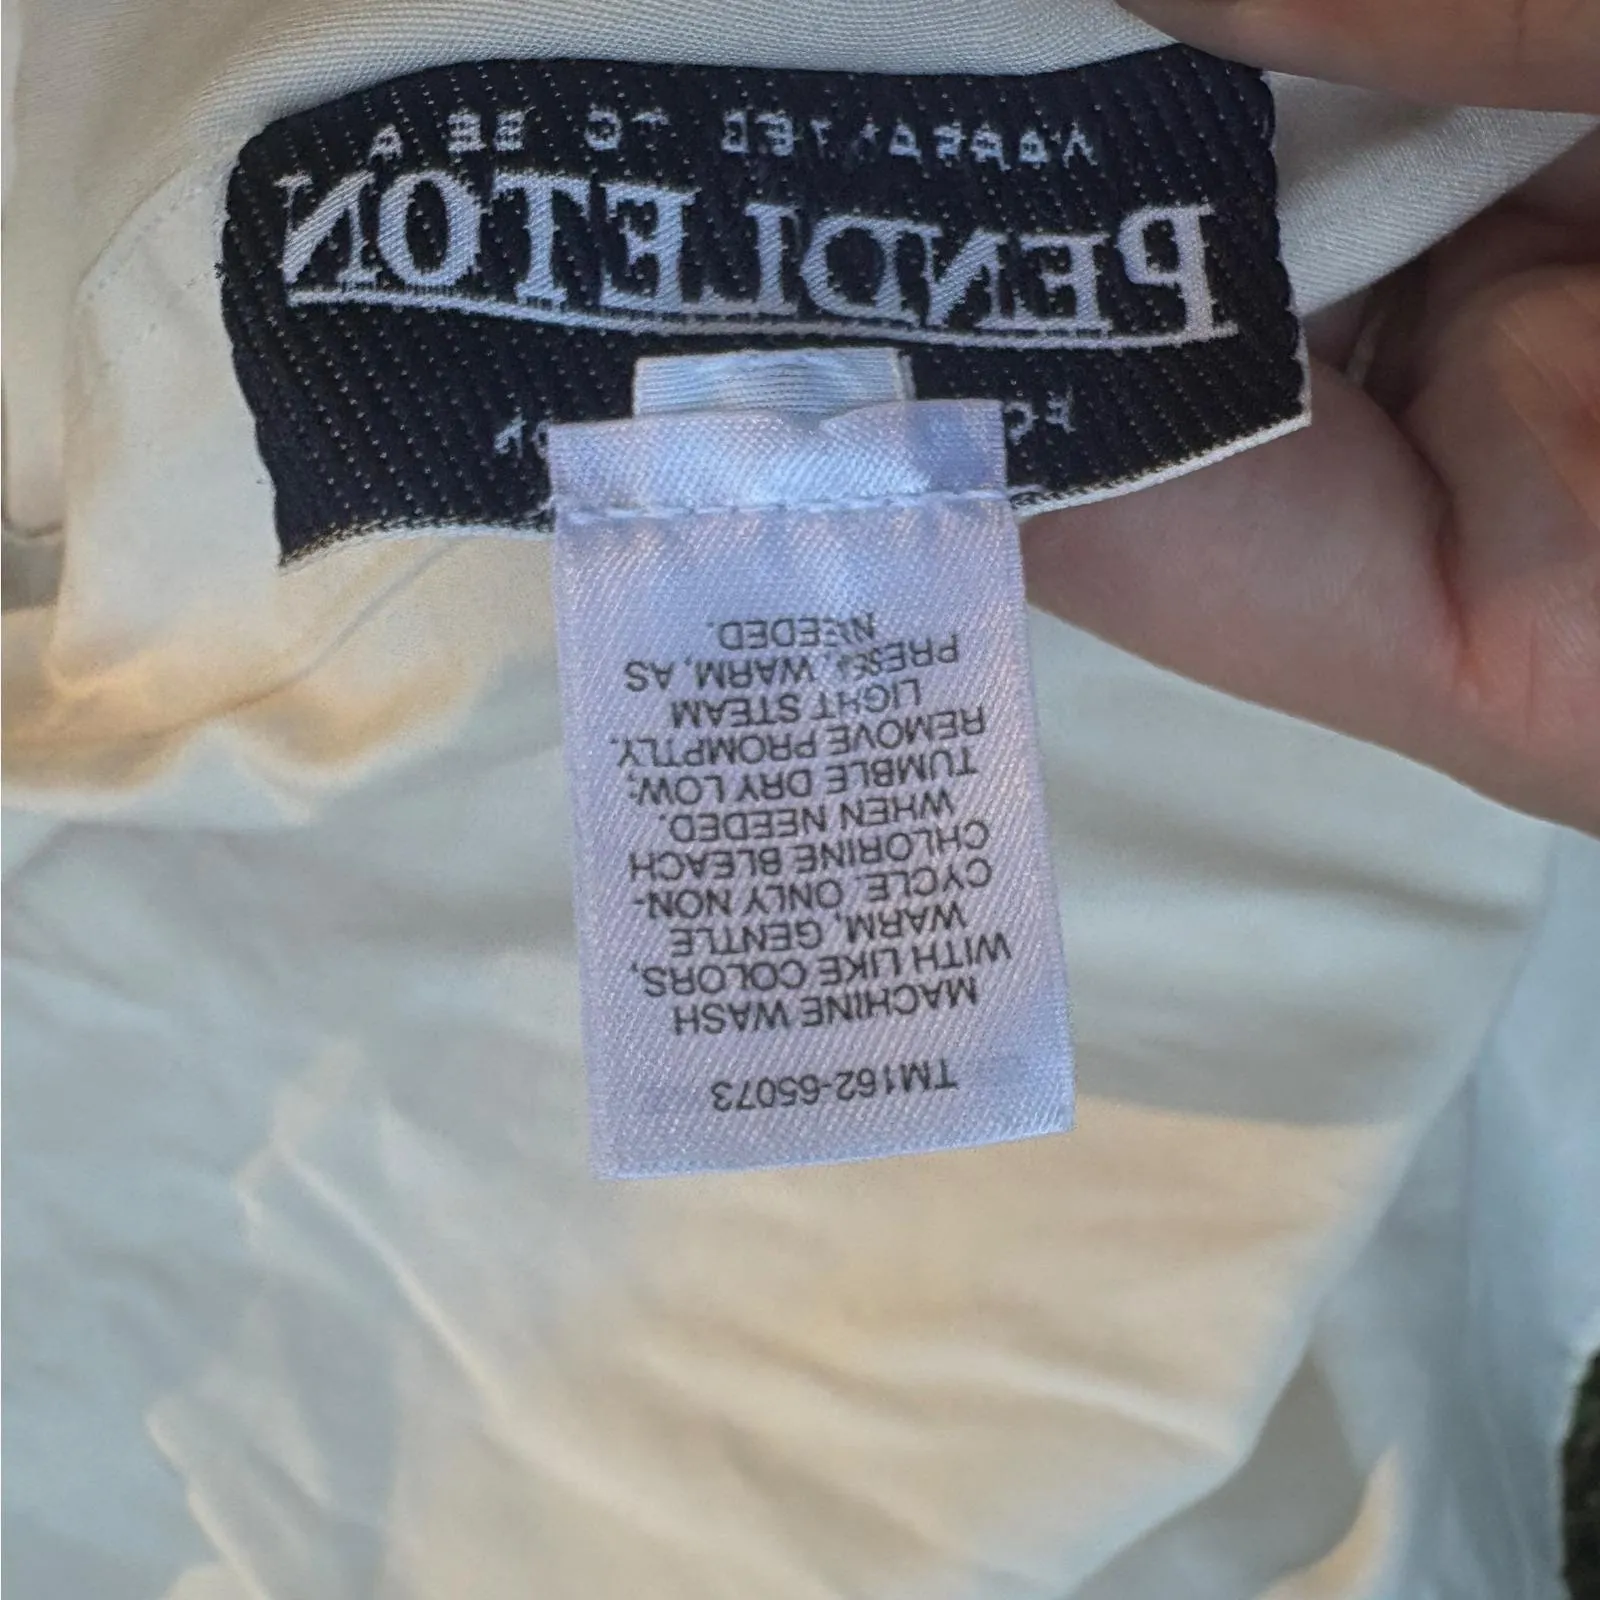 WARRANTED TO BE A
PENDLETON
TM162-65073
MACHINE WASH
WITH LIKE COLORS,
WARM, GENTLE
CYCLE. ONLY NON-
CHLORINE BLEACH
WHEN NEEDED.
TUMBLE DRY LOW;
REMOVE PROMPTLY.
LIGHT STEAM
PRESS, WARM, AS
NEEDED.